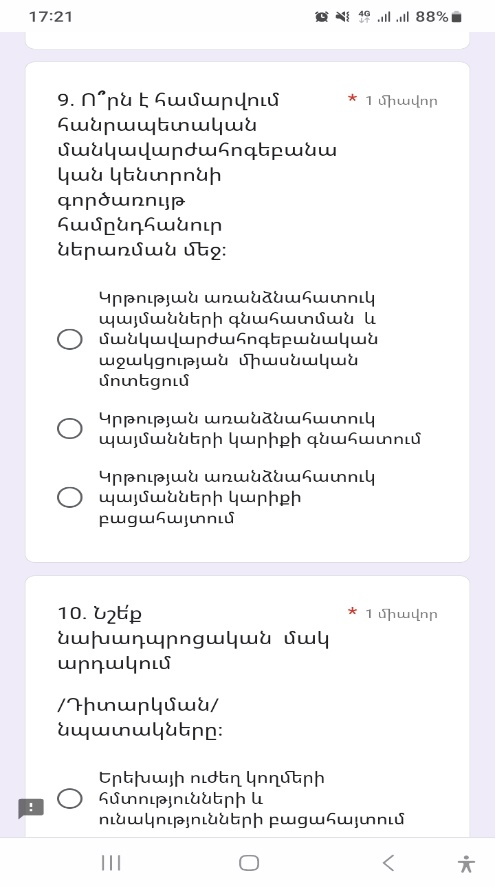 17:21
4G
88%
9. Ո՞րն է համարվում
հանրապետական
մանկավարժահոգեբանա
կան կենտրոնի
գործառույթ
համընդհանուր
ներառման մեջ:
* 1 միավոր
Կրթության առանձնահատուկ
պայմանների գնահատման և
մանկավարժահոգեբանական
աջակցության միասնական
մոտեցում
Կրթության առանձնահատուկ
պայմանների կարիքի գնահատում
Կրթության առանձնահատուկ
պայմանների կարիքի
բացահայտում
10. Նշե՛ք
նախադպրոցական մակ
արդակում
* 1 միավոր
/Դիտարկման/
նպատակները:
Երեխայի ուժեղ կողմերի
հմտությունների և
ունակությունների բացահայտում